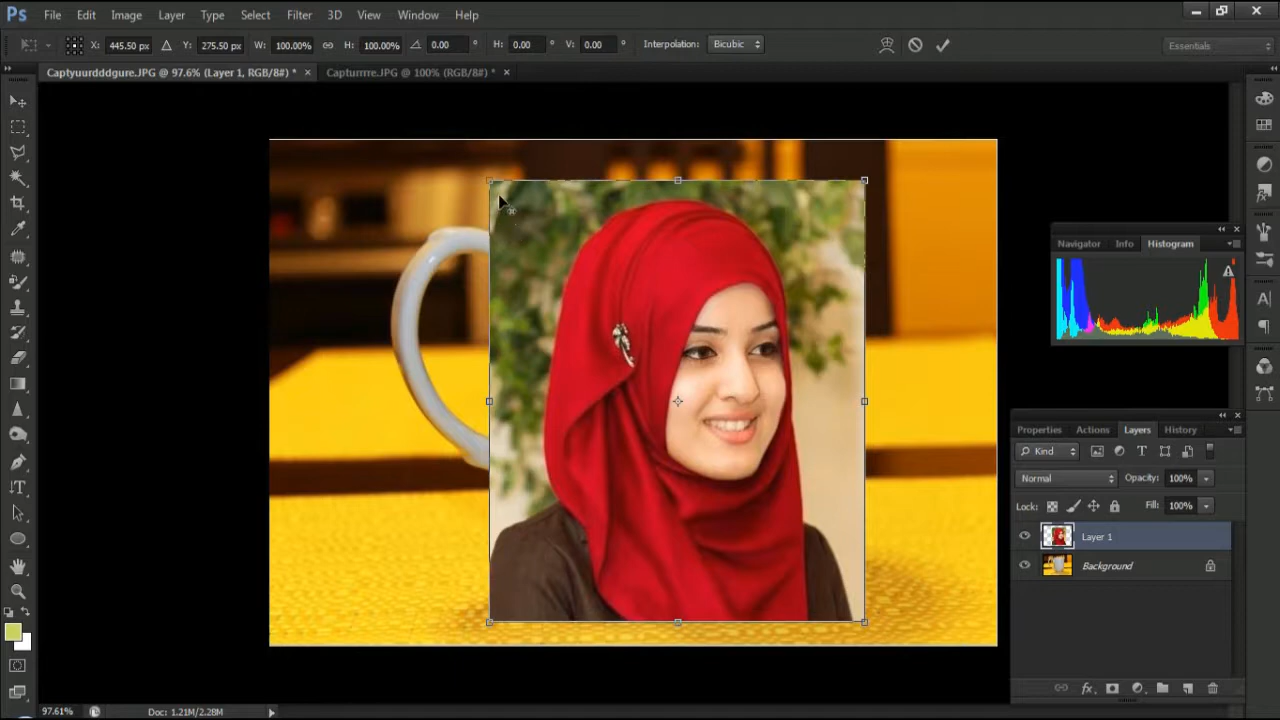 Ps File Edit Image Layer Type Select Filter 3D View Window Help
X: 445.50 px Y: 275.50 px W: 100.00% H: 100.00% 0.00 ° H: 0.00 ° V: 0.00 ° Interpolation: Bicubic Essentials
Captyuurdddgure.JPG @ 97.6% (Layer 1, RGB/8#) * × Capturrrre.JPG @ 100% (RGB/8#) * ×
Navigator Info Histogram
Properties Actions Layers History
Kind
Normal Opacity: 100%
Lock: Fill: 100%
Layer 1
Background
97.61% Doc: 1.21M/2.28M